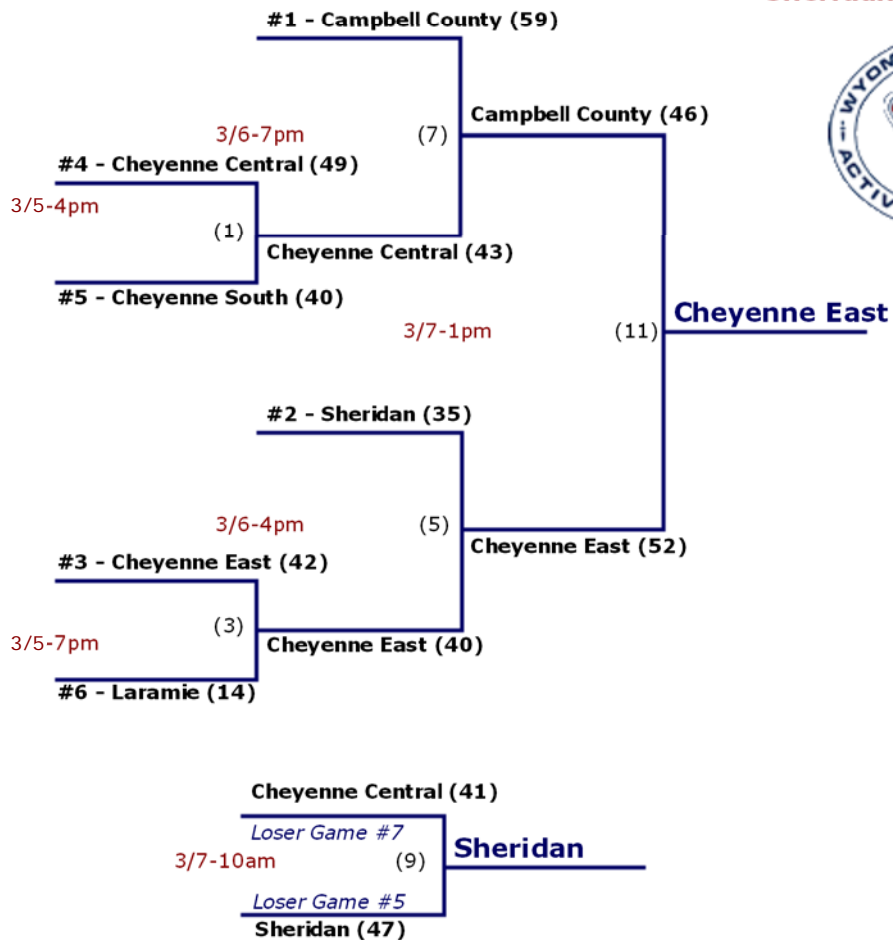 #1 - Campbell County (59)
WYOM
ACTIV
3/6-7pm
(7)
Campbell County (46)
#4 - Cheyenne Central (49)
3/5-4pm
(1)
Cheyenne Central (43)
#5 - Cheyenne South (40)
3/7-1pm
(11)
Cheyenne East
#2 - Sheridan (35)
3/6-4pm
(5)
Cheyenne East (52)
#3 - Cheyenne East (42)
3/5-7pm
(3)
Cheyenne East (40)
#6 - Laramie (14)
Cheyenne Central (41)
Loser Game #7
3/7-10am
(9)
Sheridan
Loser Game #5
Sheridan (47)